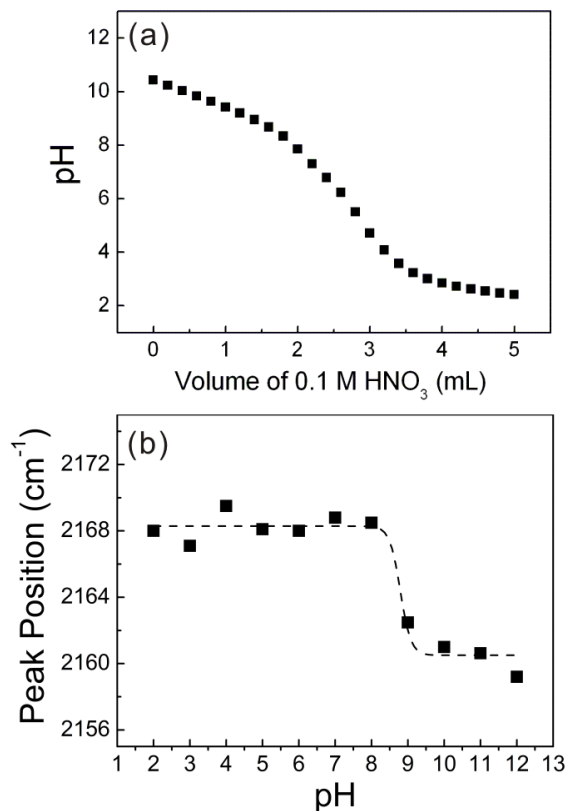 (a)
12
10
8
6
4
2
pH
0 1 2 3 4 5
Volume of 0.1 M HNO₃ (mL)
(b)
2172
2168
2164
2160
2156
Peak Position (cm⁻¹)
1 2 3 4 5 6 7 8 9 10 11 12 13
pH